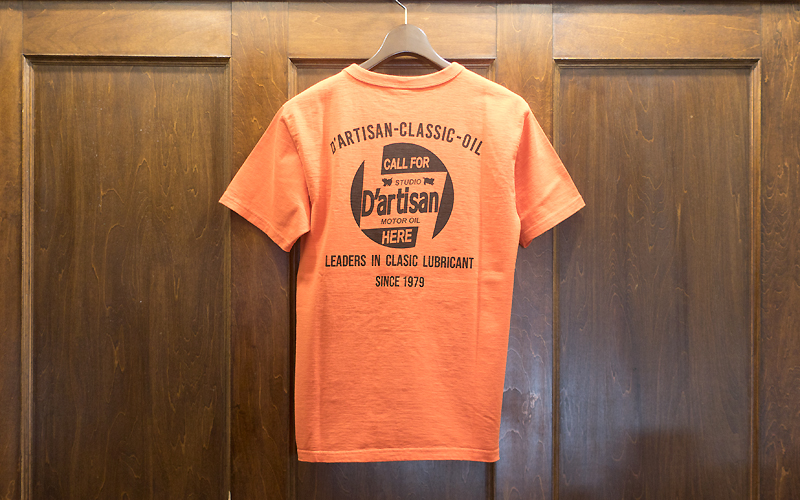 D'ARTISAN-CLASSIC-OIL
CALL FOR
STUDIO
D'artisan
MOTOR OIL
HERE
LEADERS IN CLASIC LUBRICANT
SINCE 1979